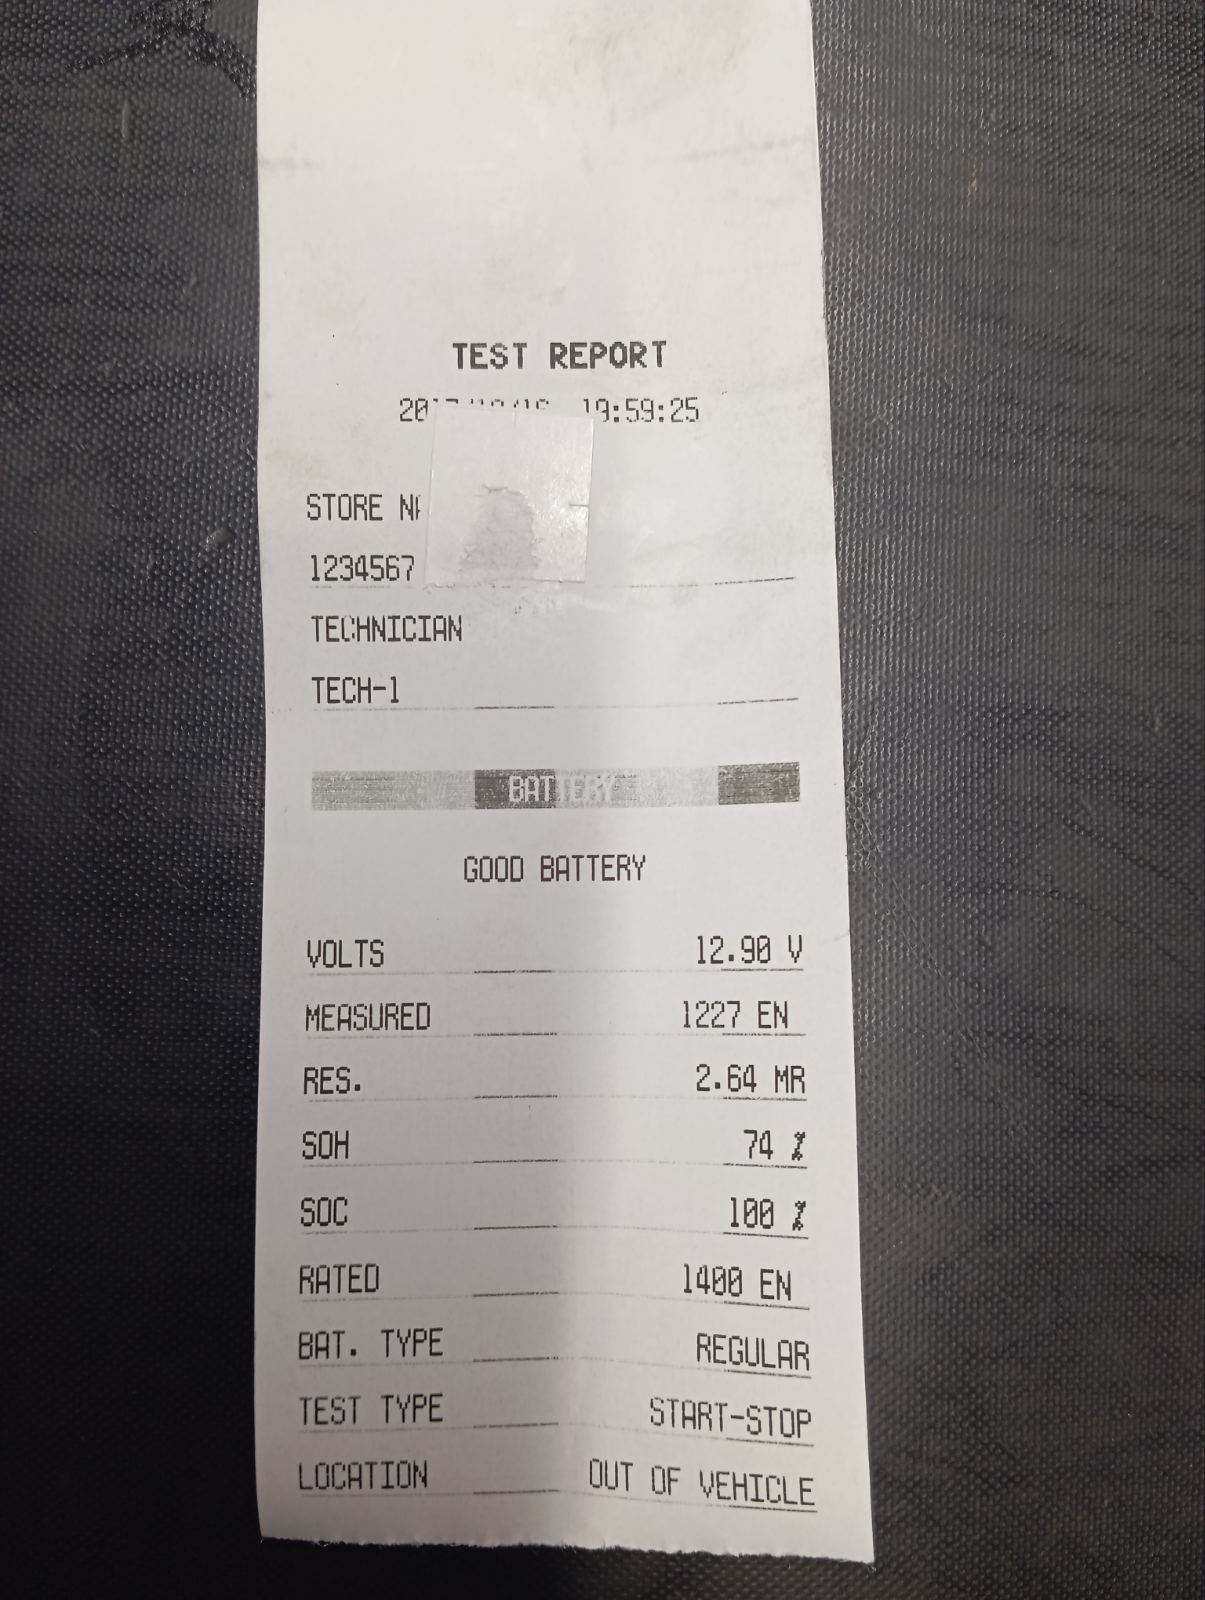 TEST REPORT
19:59:25
STORE
1234567
TECHNICIAN
TECH-1
BATTERY
GOOD BATTERY
VOLTS 12.90 V
MEASURED 1227 EN
RES. 2.64 MR
SOH 74 %
SOC 100 %
RATED 1400 EN
BAT. TYPE REGULAR
TEST TYPE START-STOP
LOCATION OUT OF VEHICLE